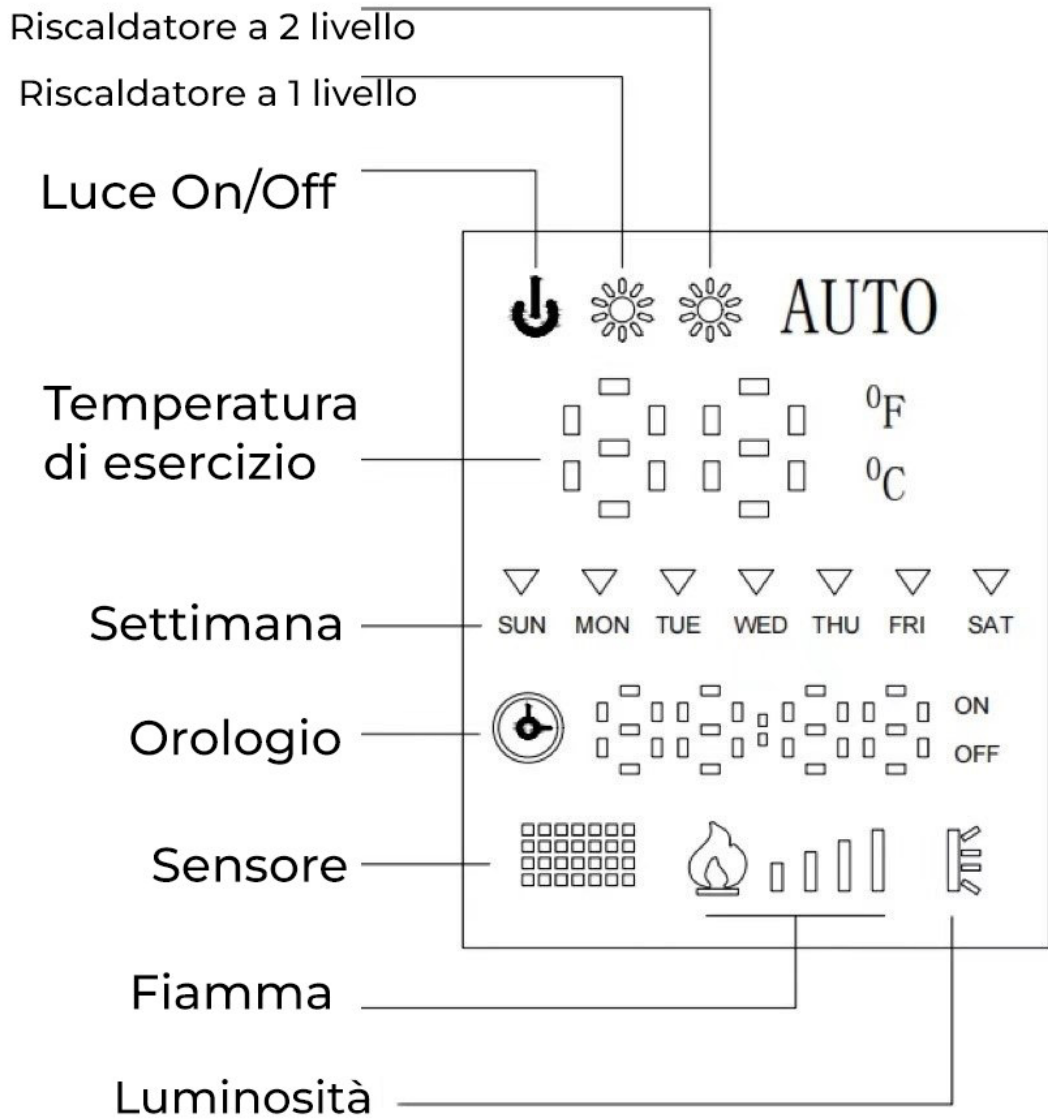 Riscaldatore a 2 livello
Riscaldatore a 1 livello
Luce On/Off
AUTO
Temperatura
di esercizio
⁰F
⁰C
Settimana
SUN MON TUE WED THU FRI SAT
Orologio
ON
OFF
Sensore
Fiamma
Luminosità